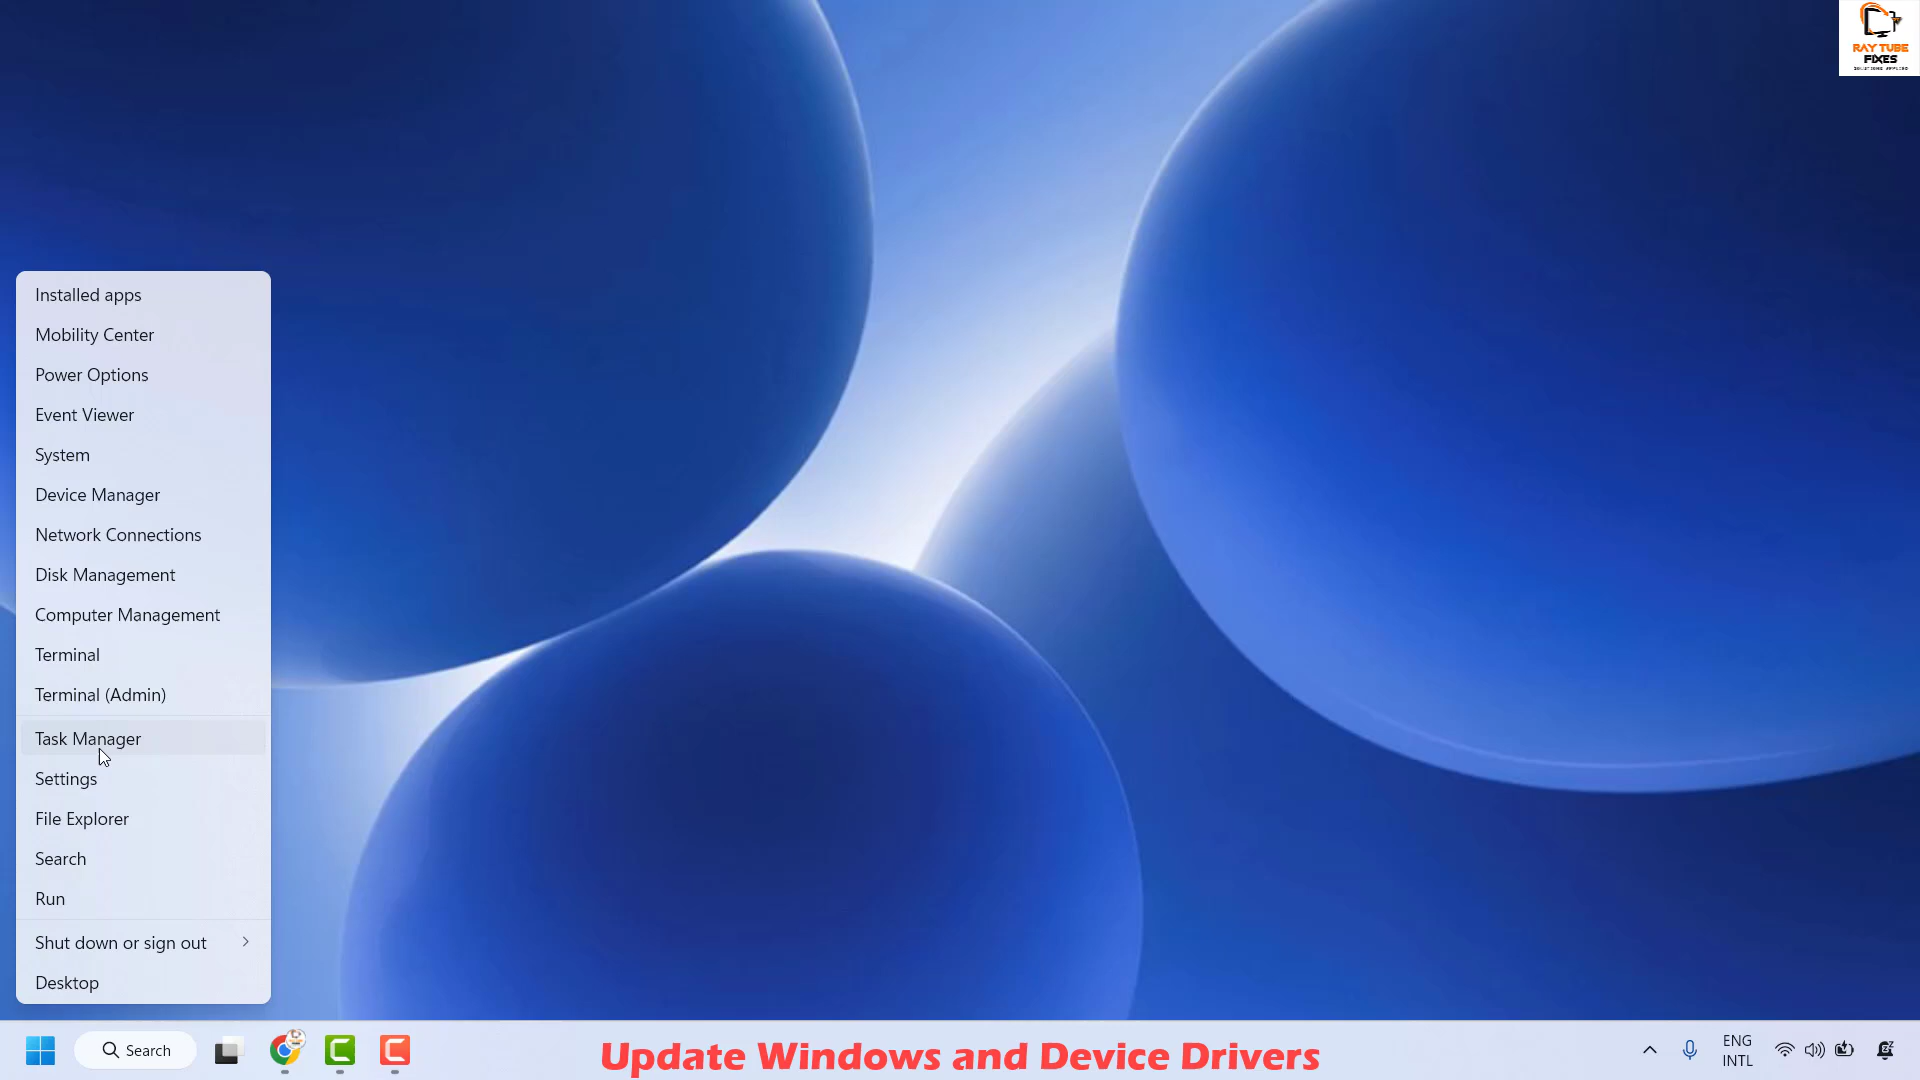 RAY TUBE
FIXES
Installed apps
Mobility Center
Power Options
Event Viewer
System
Device Manager
Network Connections
Disk Management
Computer Management
Terminal
Terminal (Admin)
Task Manager
Settings
File Explorer
Search
Run
Shut down or sign out
Desktop
Search
Update Windows and Device Drivers
ENG
INTL